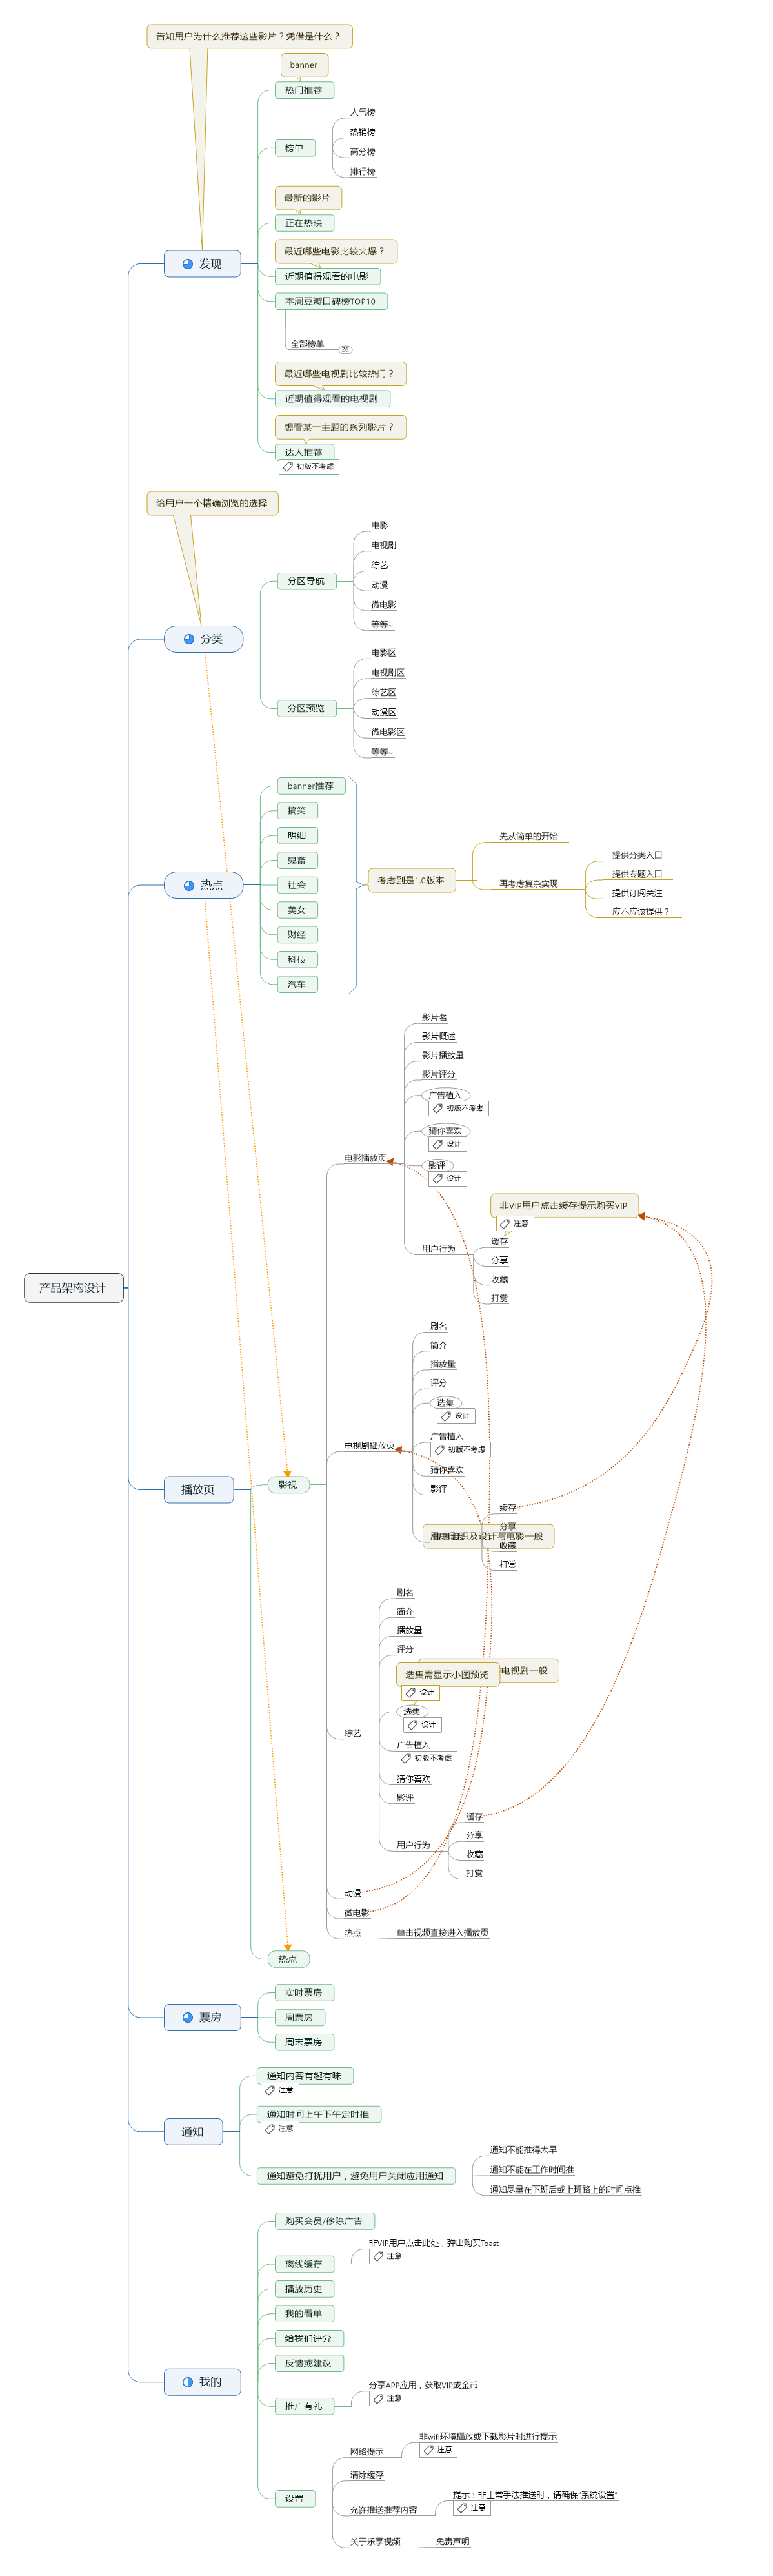 告知用户为什么推荐这些影片？凭借是什么？
banner
热门推荐
榜单
人气榜
热销榜
高分榜
排行榜
最新的影片
正在热映
最近哪些电影比较火爆？
近期值得观看的电影
本周豆瓣口碑榜TOP10
全部榜单
26
最近哪些电视剧比较热门？
近期值得观看的电视剧
想看某一主题的系列影片？
达人推荐
初版不考虑
发现
给用户一个精确浏览的选择
分类
分区导航
电影
电视剧
综艺
动漫
微电影
等等~
分区预览
电影区
电视剧区
综艺区
动漫区
微电影区
等等~
热点
banner推荐
搞笑
明细
鬼畜
社会
美女
财经
科技
汽车
考虑到是1.0版本
先从简单的开始
再考虑复杂实现
提供分类入口
提供专题入口
提供订阅关注
应不应该提供？
产品架构设计
播放页
影视
电影播放页
影片名
影片概述
影片播放量
影片评分
广告植入
初版不考虑
猜你喜欢
设计
影评
设计
用户行为
非VIP用户点击缓存提示购买VIP
注意
缓存
分享
收藏
打赏
电视剧播放页
剧名
简介
播放量
评分
选集
设计
广告植入
初版不考虑
猜你喜欢
影评
识及设计与电影一般
缓存
分享
收藏
打赏
综艺
剧名
简介
播放量
评分
电视剧一般
选集需显示小图预览
设计
选集
设计
广告植入
初版不考虑
猜你喜欢
影评
用户行为
缓存
分享
收藏
打赏
动漫
微电影
热点
单击视频直接进入播放页
热点
票房
实时票房
周票房
周末票房
通知
通知内容有趣有味
注意
通知时间上午下午定时推
注意
通知避免打扰用户，避免用户关闭应用通知
通知不能推得太早
通知不能在工作时间推
通知尽量在下班后或上班路上的时间点推
我的
购买会员/移除广告
离线缓存
非VIP用户点击此处，弹出购买Toast
注意
播放历史
我的看单
给我们评分
反馈或建议
推广有礼
分享APP应用，获取VIP或金币
注意
设置
网络提示
非wifi环境播放或下载影片时进行提示
注意
清除缓存
允许推送推荐内容
提示：非正常手法推送时，请确保"系统设置"
注意
关于乐享视频
免责声明